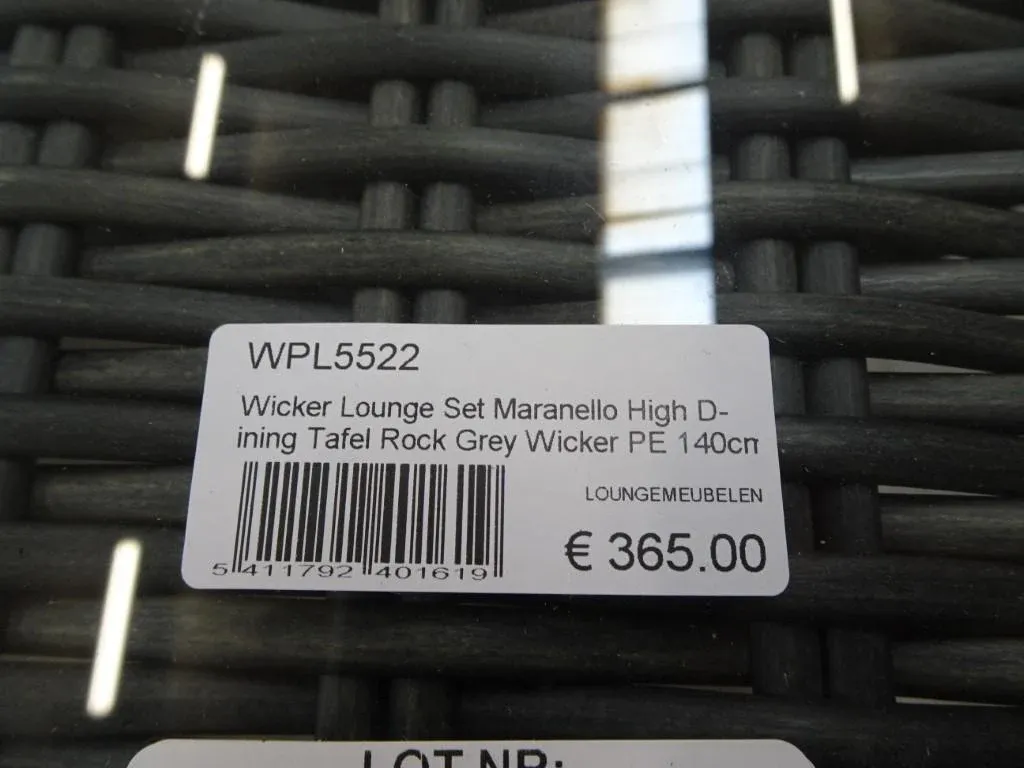 WPL5522
Wicker Lounge Set Maranello High D-
ining Tafel Rock Grey Wicker PE 140cm
LOUNGEMEUBELEN
€ 365.00
5 411792 401619
LOT NR: